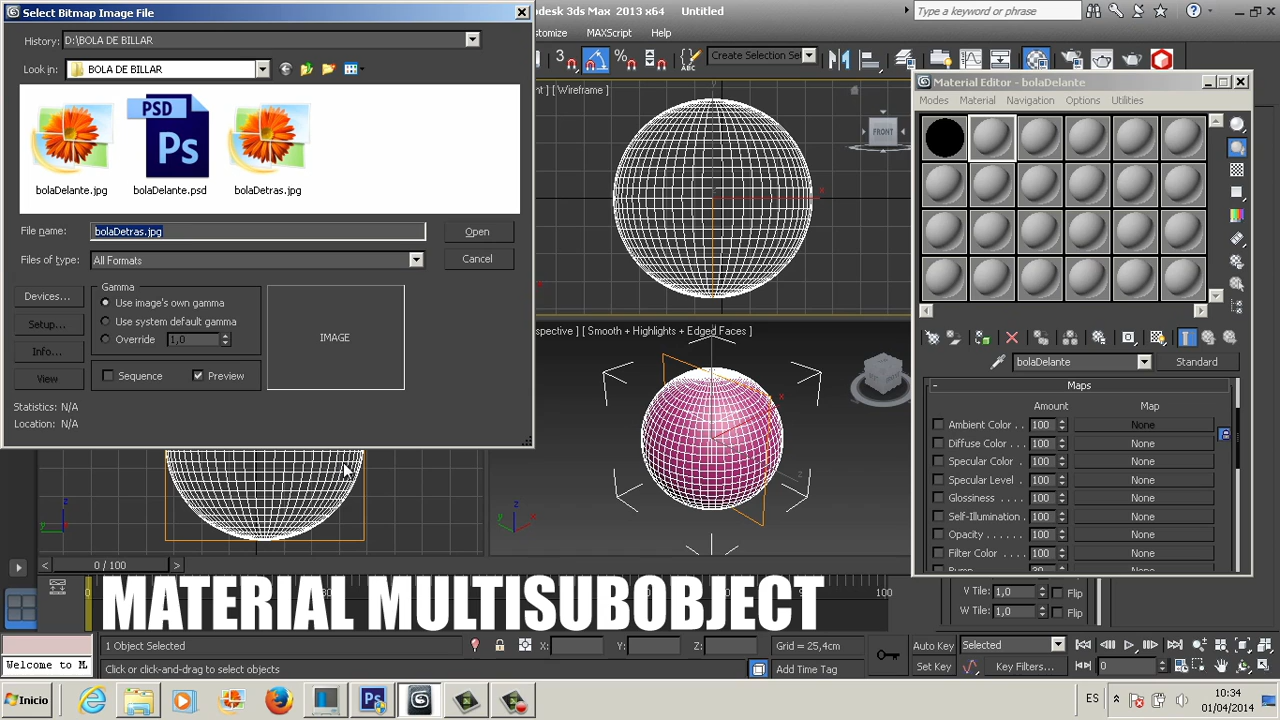 Select Bitmap Image File
History: D:\BOLA DE BILLAR
Look in: BOLA DE BILLAR
PSD
Ps
boladelante.jpg
bolaDelante.psd
bolaDetras.jpg
File name: bolaDetras.jpg
Open
Files of type: All Formats
Cancel
Devices...
Setup...
Info...
View
Gamma
Use image's own gamma
Use system default gamma
Override 1,0
Sequence
Preview
IMAGE
Statistics: N/A
Location: N/A
desk 3ds Max 2013 x64 Untitled
Type a keyword or phrase
stomize MAXScript Help
3
%
ABC
Create Selection Se
nt ] [ Wireframe ]
FRONT
x
spective ] [ Smooth + Highlights + Edged Faces ]
x
z
y
x
z
y
Material Editor - bolaDelante
Modes Material Navigation Options Utilities
bolaDelante
Standard
- Maps
Amount Map
Ambient Color . . 100 None
Diffuse Color . . . 100 None
Specular Color . 100 None
Specular Level . 100 None
Glossiness . . . . 100 None
Self-Illumination . 100 None
Opacity . . . . . . 100 None
Filter Color . . . 100 None
V Tile: 1,0 Flip
W Tile: 1,0 Flip
< 0 / 100 >
100
MATERIAL MULTISUBOBJECT
1 Object Selected
X: Y: Z:
Grid = 25,4cm
Auto Key Selected
Welcome to M.
Click or click-and-drag to select objects
Add Time Tag
Set Key Key Filters...
0
Inicio
Ps
ES
10:34
01/04/2014